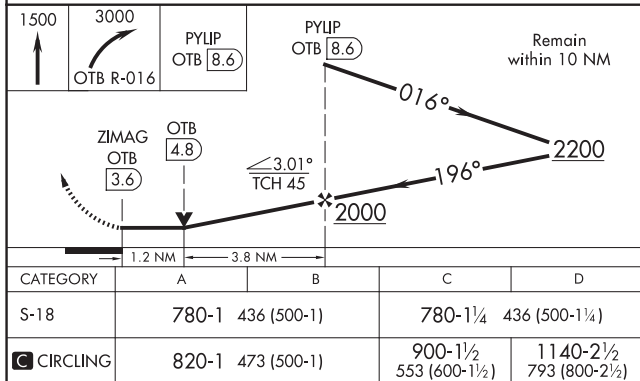 1500
3000
OTB R-016
PYLIP
OTB 8.6
PYLIP
OTB 8.6
Remain
within 10 NM
016°
2200
196°
ZIMAG
OTB
3.6
OTB
4.8
3.01°
TCH 45
2000
1.2 NM
3.8 NM
CATEGORY A B C D
S-18 780-1 436 (500-1) 780-1¼ 436 (500-1¼)
C CIRCLING 820-1 473 (500-1) 900-1½ 553 (600-1½) 1140-2½ 793 (800-2½)